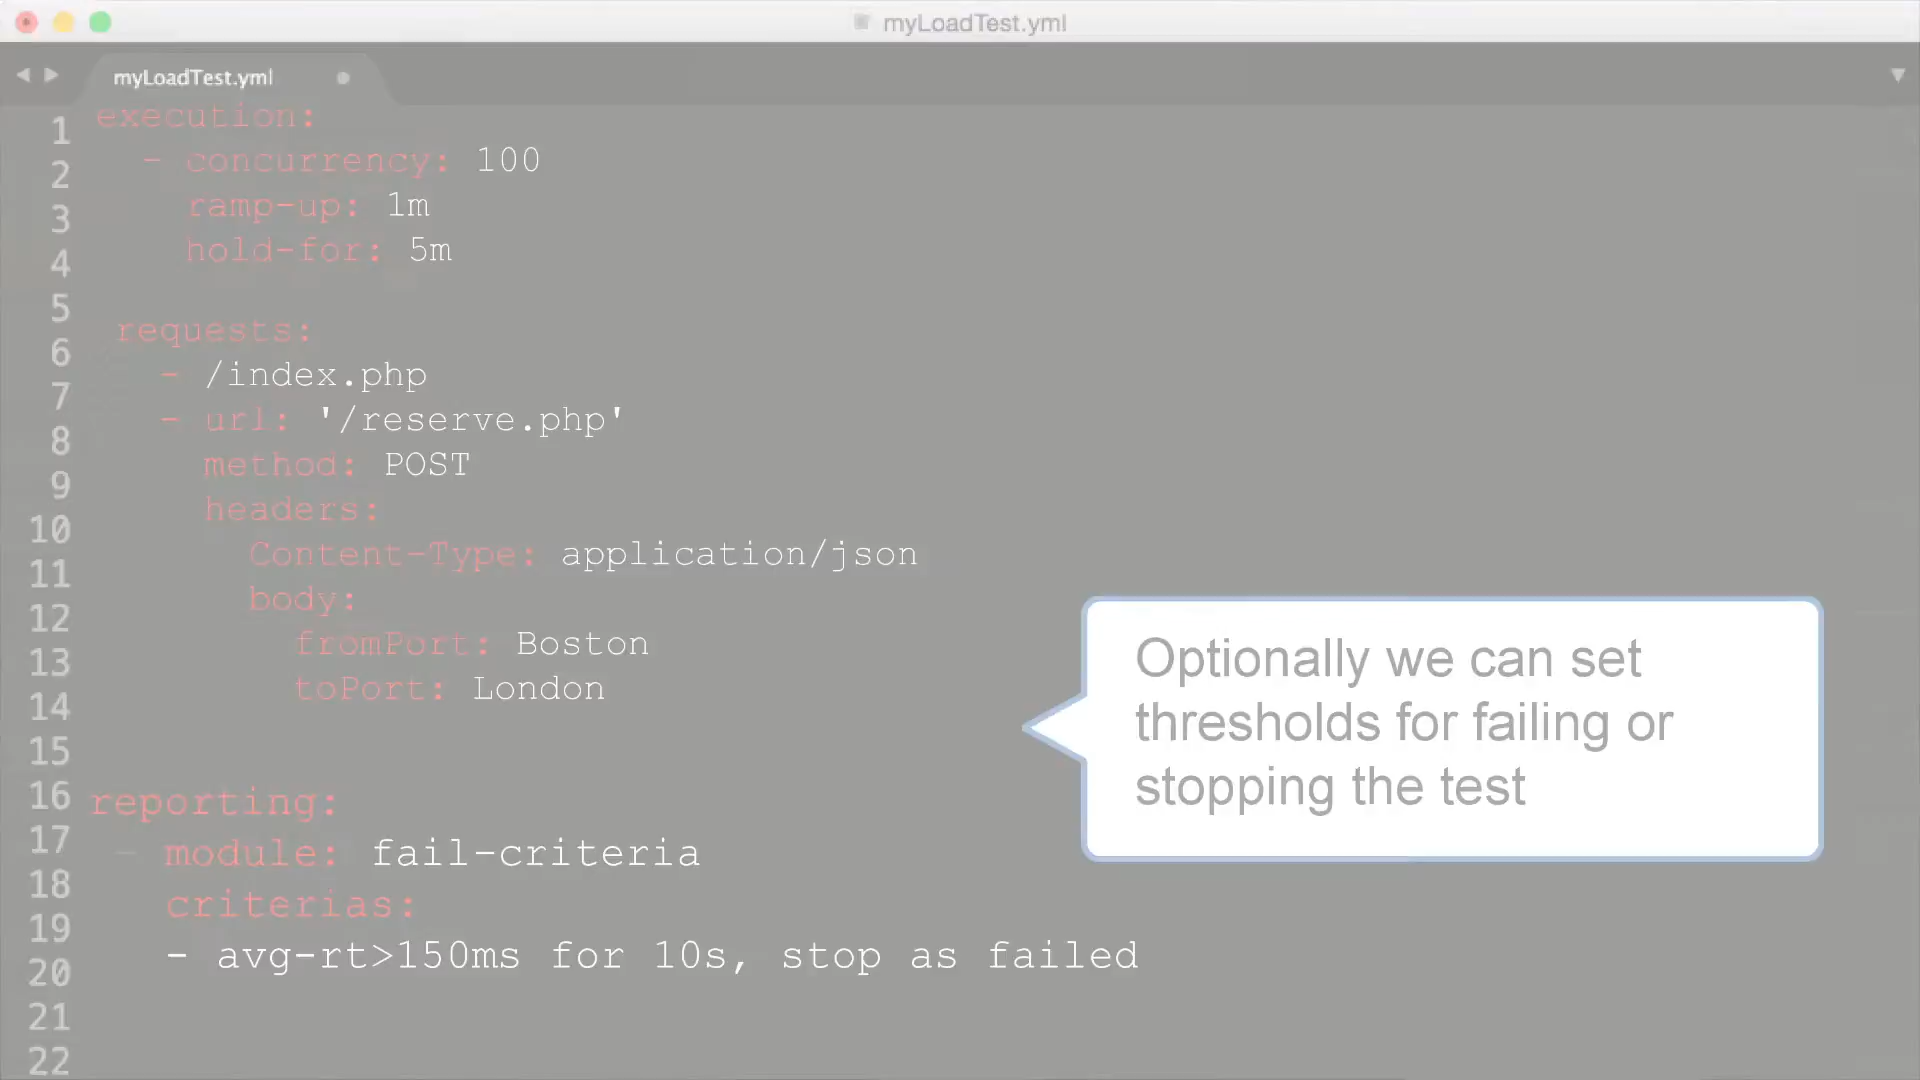 myLoadTest.yml
myLoadTest.yml
1 execution:
2 - concurrency: 100
3 ramp-up: 1m
4 hold-for: 5m
5
6 requests:
7 - /index.php
8 - url: '/reserve.php'
9 method: POST
10 headers:
11 Content-Type: application/json
12 body:
13 fromPort: Boston
14 toPort: London
15
16 reporting:
17 - module: fail-criteria
18 criterias:
19 - avg-rt>150ms for 10s, stop as failed
20
21
22
Optionally we can set
thresholds for failing or
stopping the test